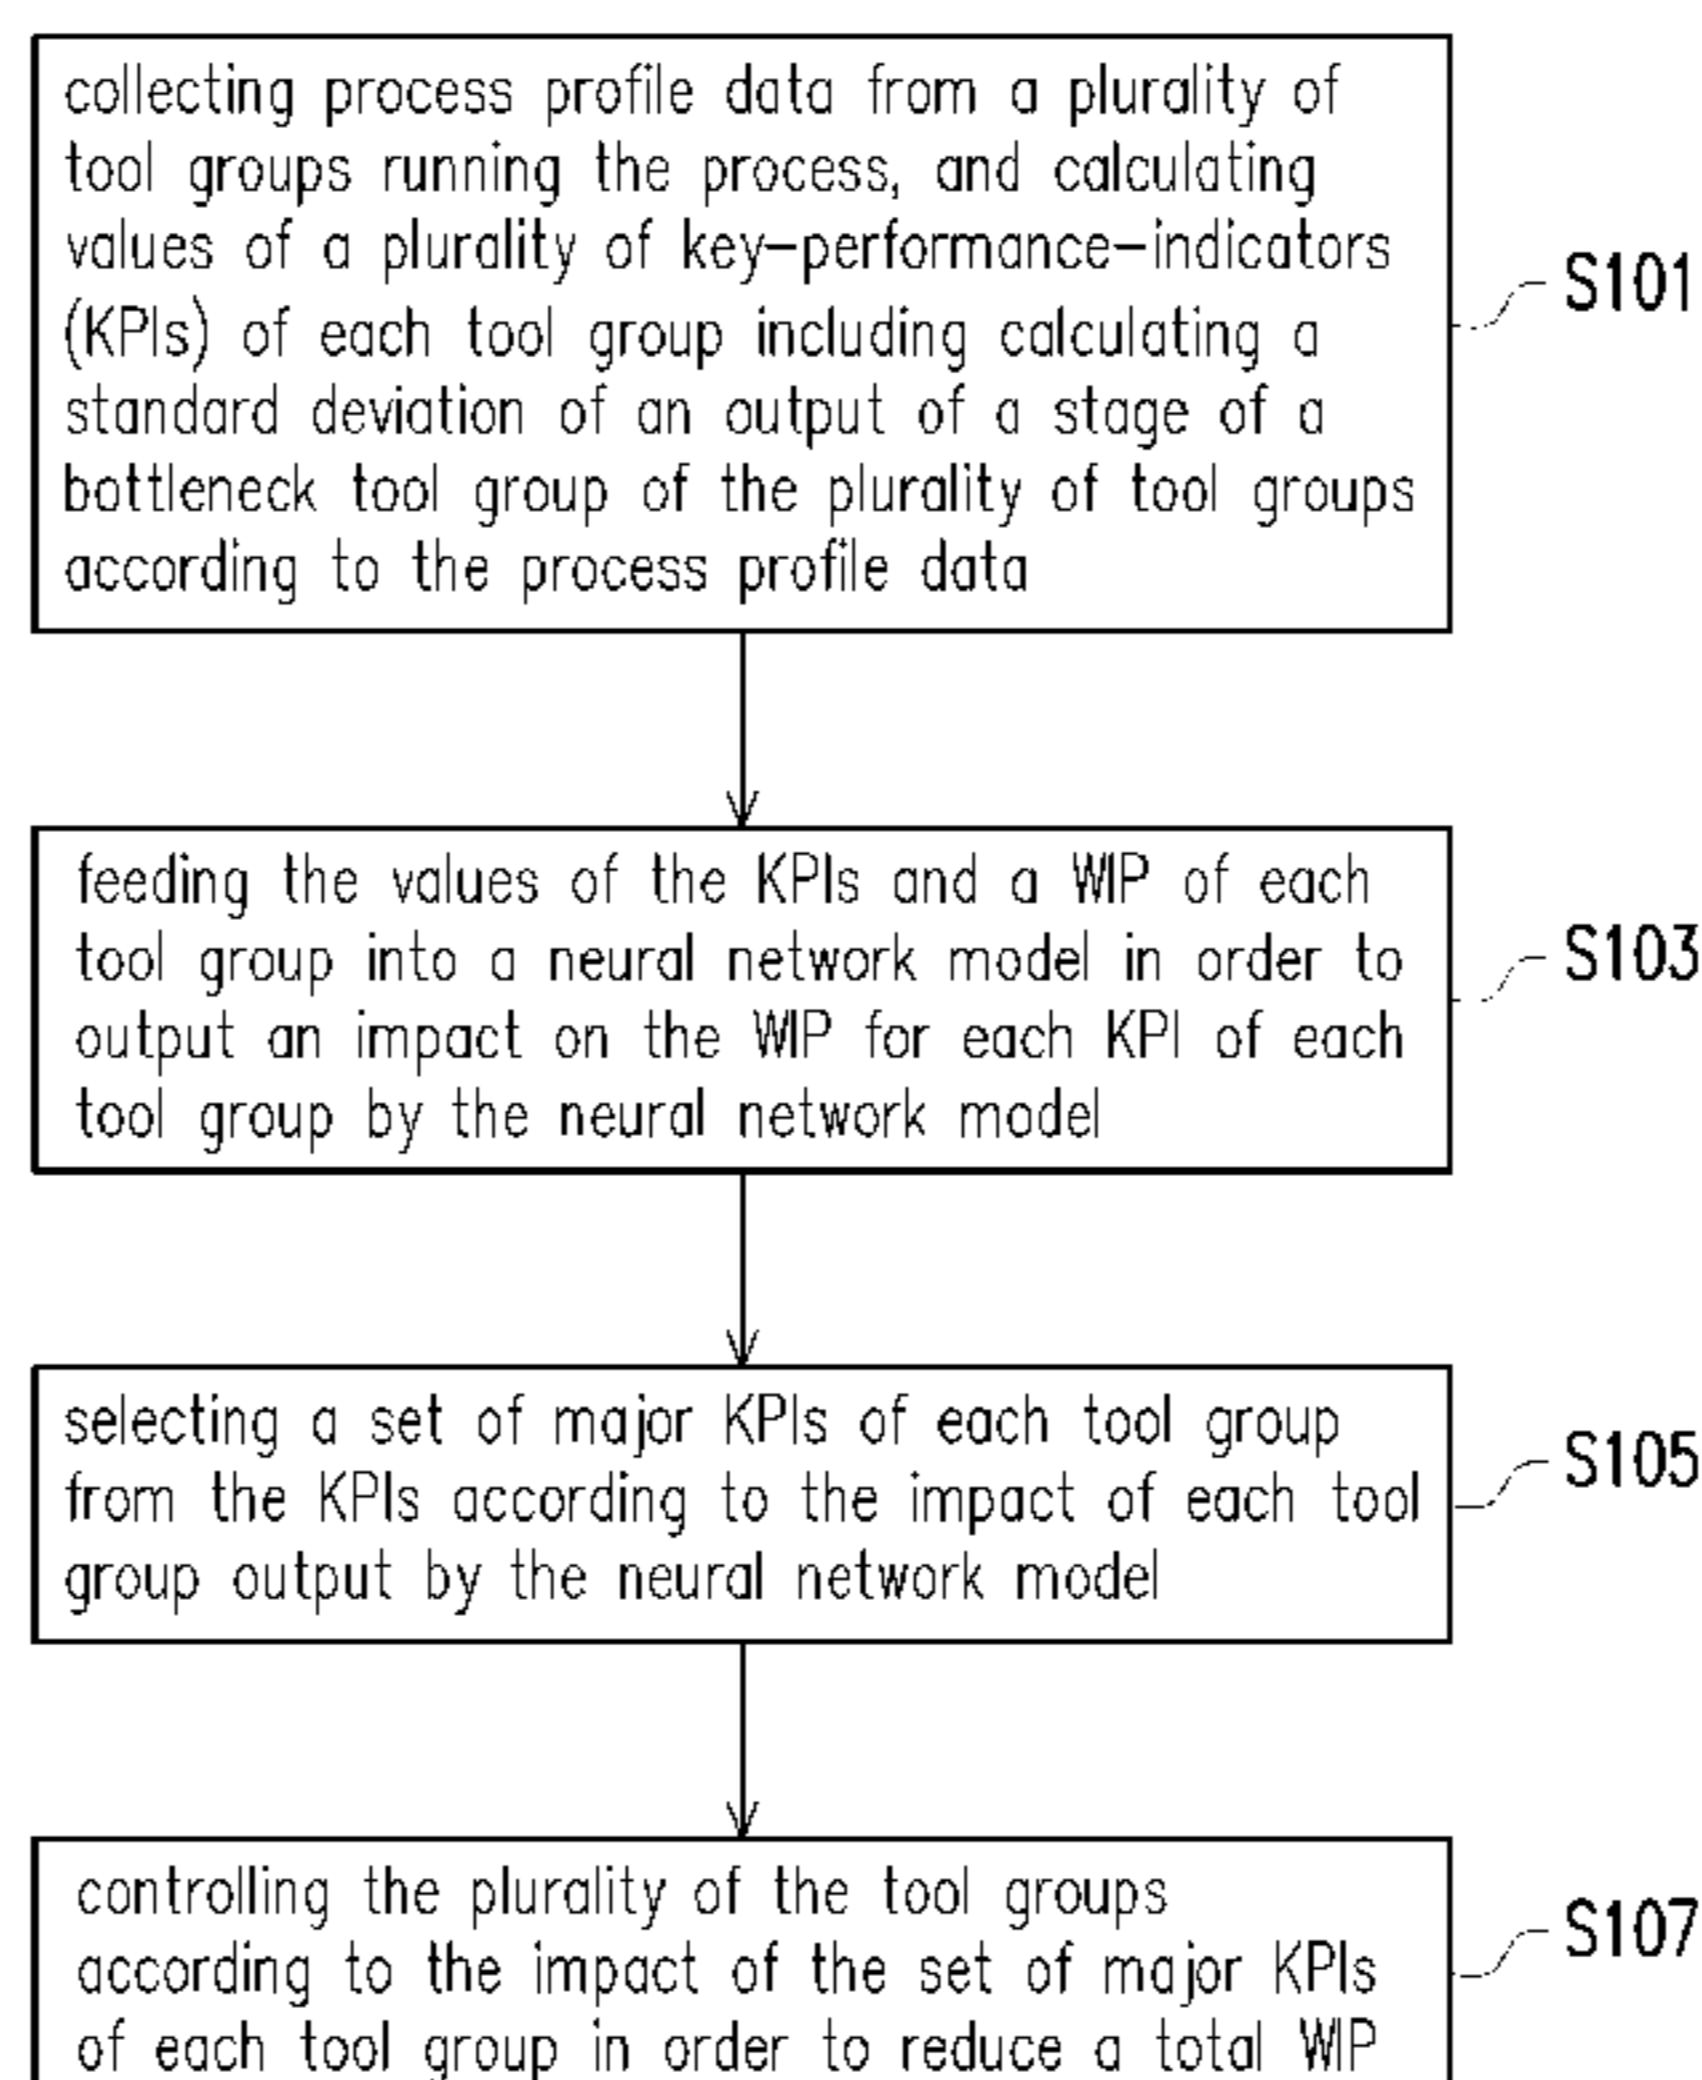 collecting process profile data from a plurality of
tool groups running the process, and calculating
values of a plurality of key-performance-indicators
(KPIs) of each tool group including calculating a
standard deviation of an output of a stage of a
bottleneck tool group of the plurality of tool groups
according to the process profile data
S101
feeding the values of the KPIs and a WIP of each
tool group into a neural network model in order to
output an impact on the WIP for each KPI of each
tool group by the neural network model
S103
selecting a set of major KPIs of each tool group
from the KPIs according to the impact of each tool
group output by the neural network model
S105
controlling the plurality of the tool groups
according to the impact of the set of major KPIs
of each tool group in order to reduce a total WIP
S107